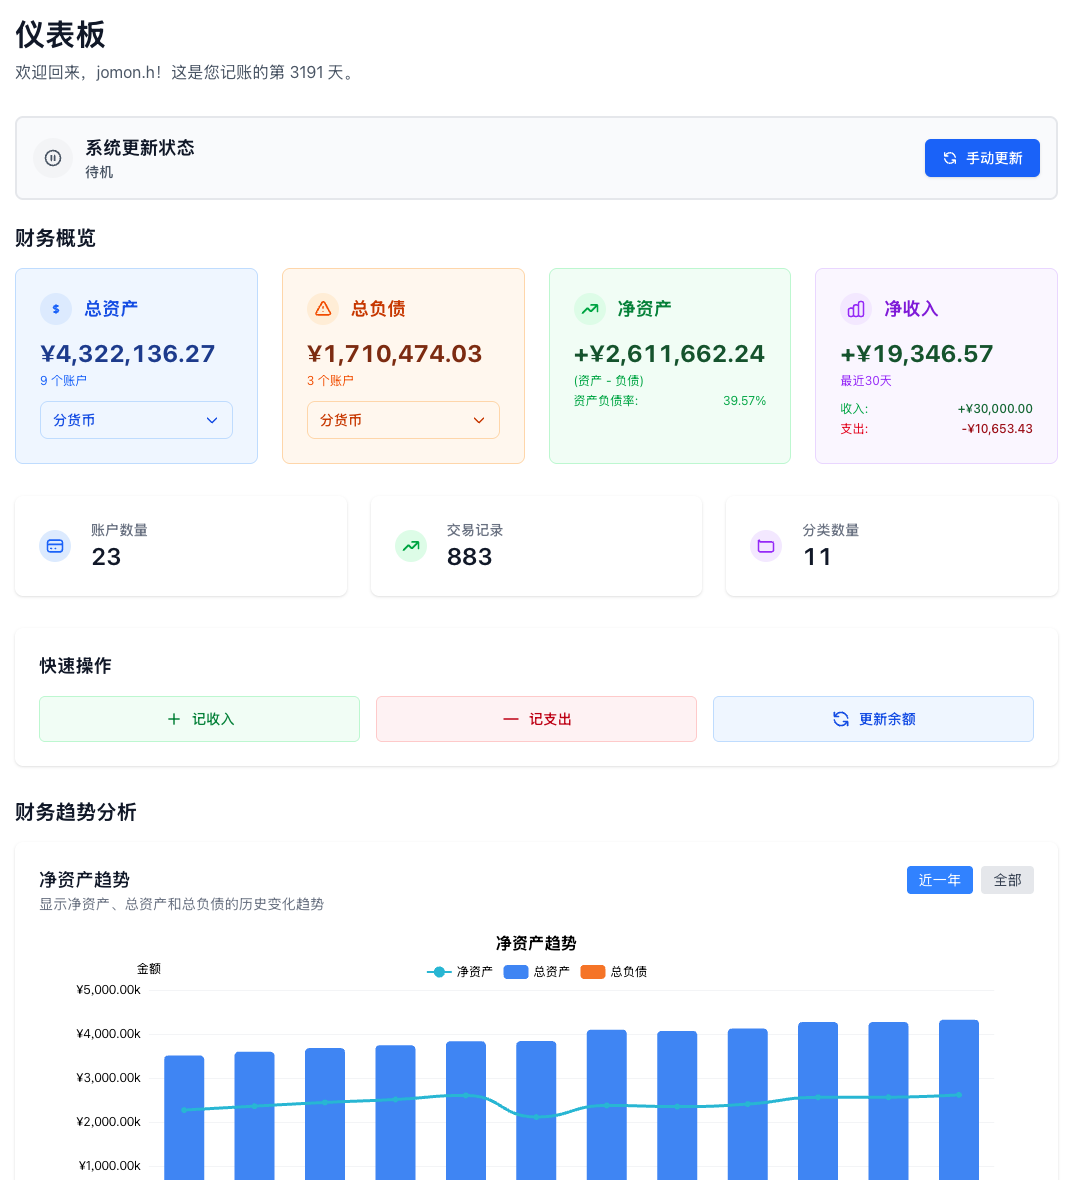 仪表板
欢迎回来，jomon.h！这是您记账的第 3191 天。
系统更新状态
待机
手动更新
财务概览
总资产
¥4,322,136.27
9 个账户
分货币
总负债
¥1,710,474.03
3 个账户
分货币
净资产
+¥2,611,662.24
(资产 - 负债)
资产负债率: 39.57%
净收入
+¥19,346.57
最近30天
收入: +¥30,000.00
支出: -¥10,653.43
账户数量
23
交易记录
883
分类数量
11
快速操作
记收入
记支出
更新余额
财务趋势分析
净资产趋势
显示净资产、总资产和总负债的历史变化趋势
近一年
全部
净资产趋势
金额
净资产 总资产 总负债
¥5,000.00k
¥4,000.00k
¥3,000.00k
¥2,000.00k
¥1,000.00k